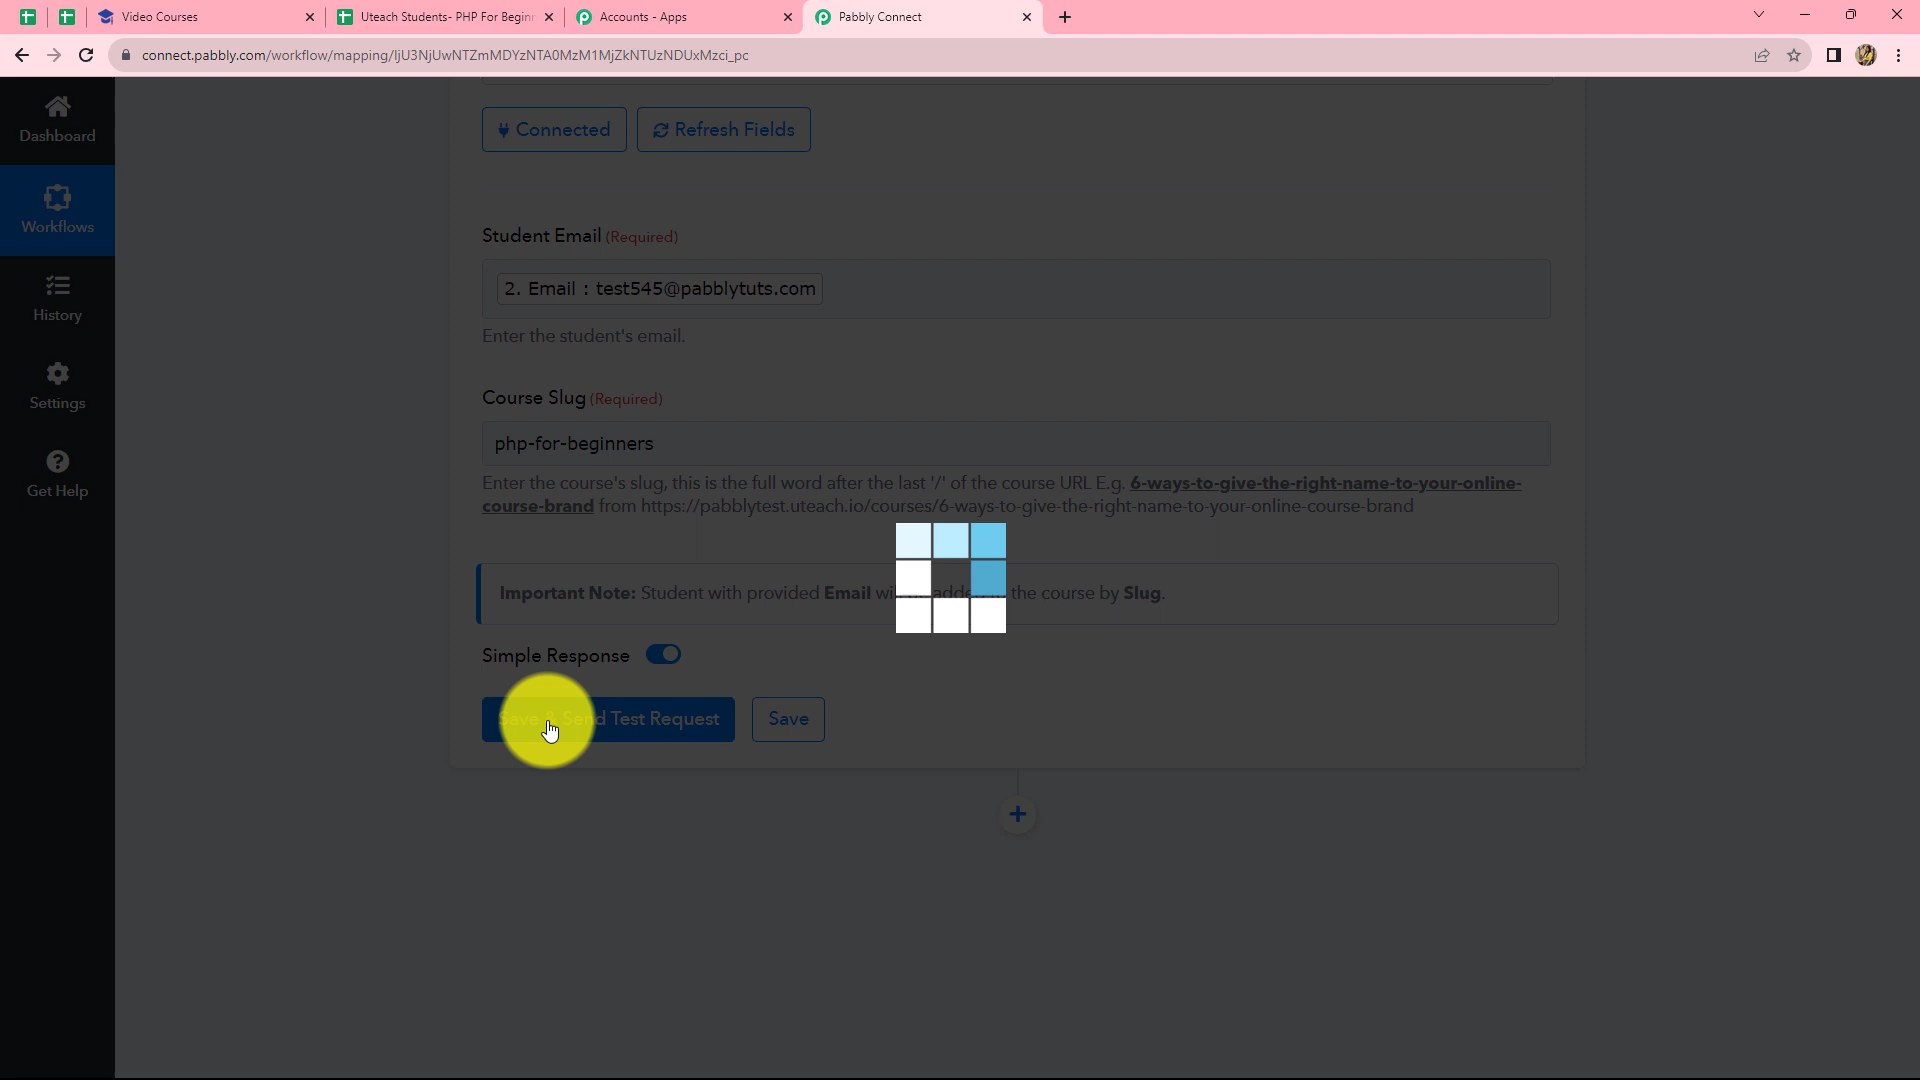 Video Courses
Uteach Students- PHP For Beginn
Accounts - Apps
Pabbly Connect
connect.pabbly.com/workflow/mapping/IjU3NjUwNTZmMDYzNTA0MzM1MjZkNTUzNDUxMzci_pc
Dashboard
Workflows
History
Settings
Get Help
Connected
Refresh Fields
Student Email (Required)
2. Email : test545@pabblytuts.com
Enter the student's email.
Course Slug (Required)
php-for-beginners
Enter the course's slug, this is the full word after the last '/' of the course URL E.g. 6-ways-to-give-the-right-name-to-your-online-
course-brand from https://pabblytest.uteach.io/courses/6-ways-to-give-the-right-name-to-your-online-course-brand
Important Note: Student with provided Email the course by Slug.
Simple Response
Save & Send Test Request
Save